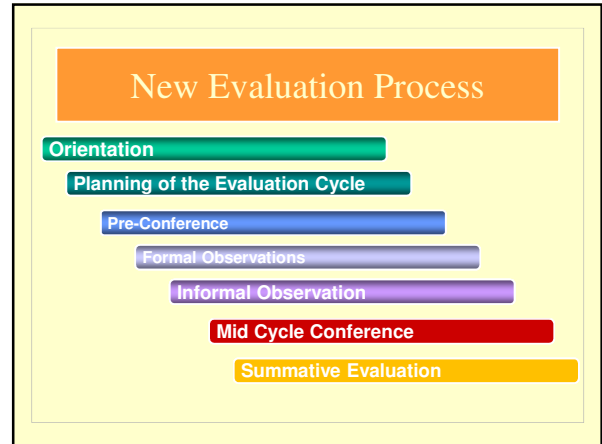 New Evaluation Process
Orientation
Planning of the Evaluation Cycle
Pre-Conference
Formal Observations
Informal Observation
Mid Cycle Conference
Summative Evaluation